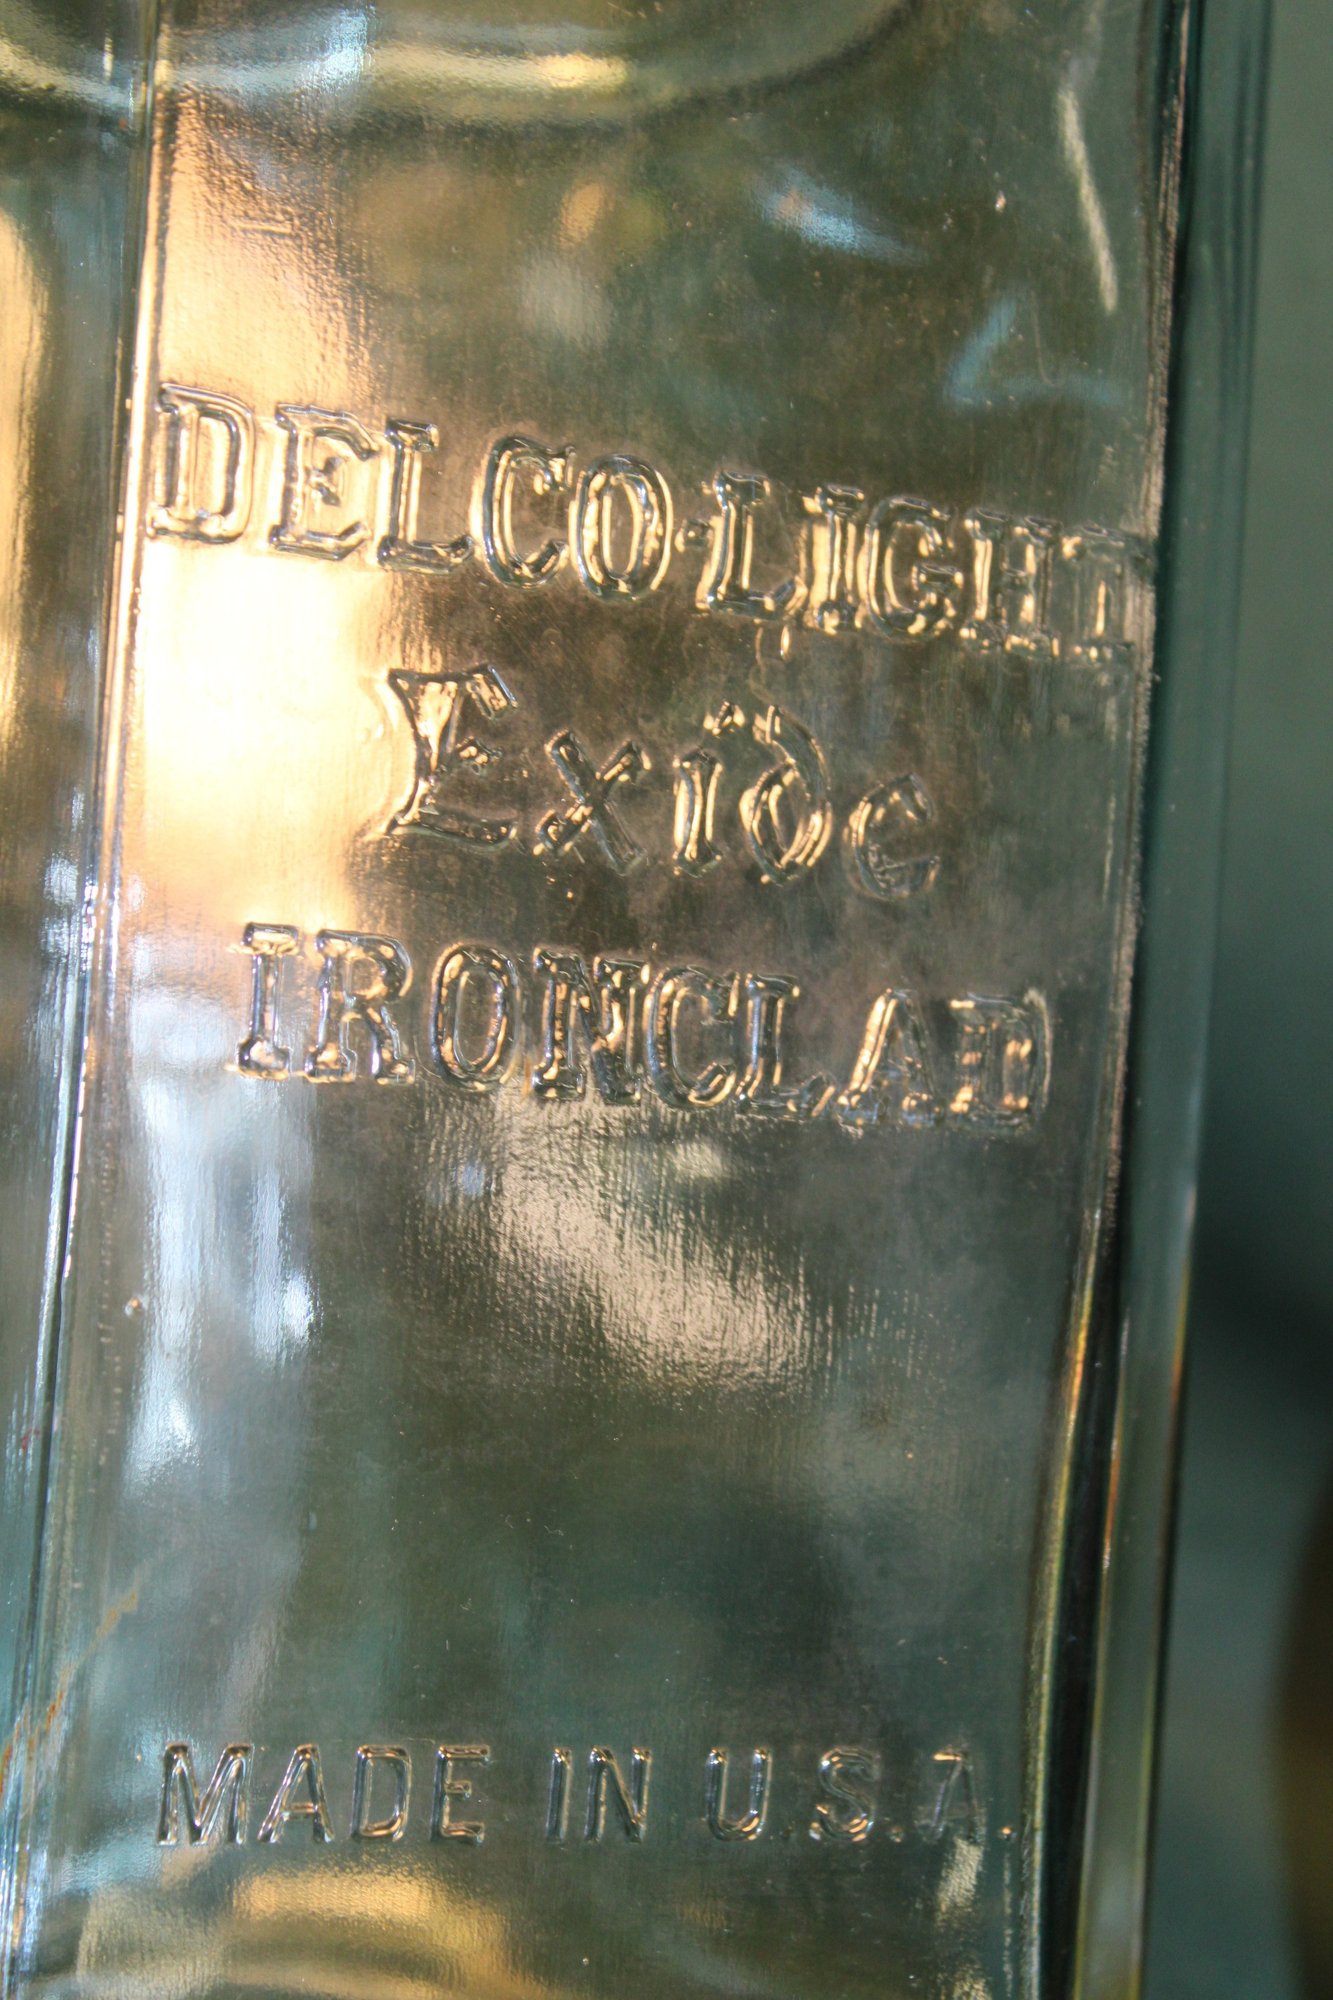 DELCO·LIGHT
Exide
IRONCLAD
MADE IN U.S.A.